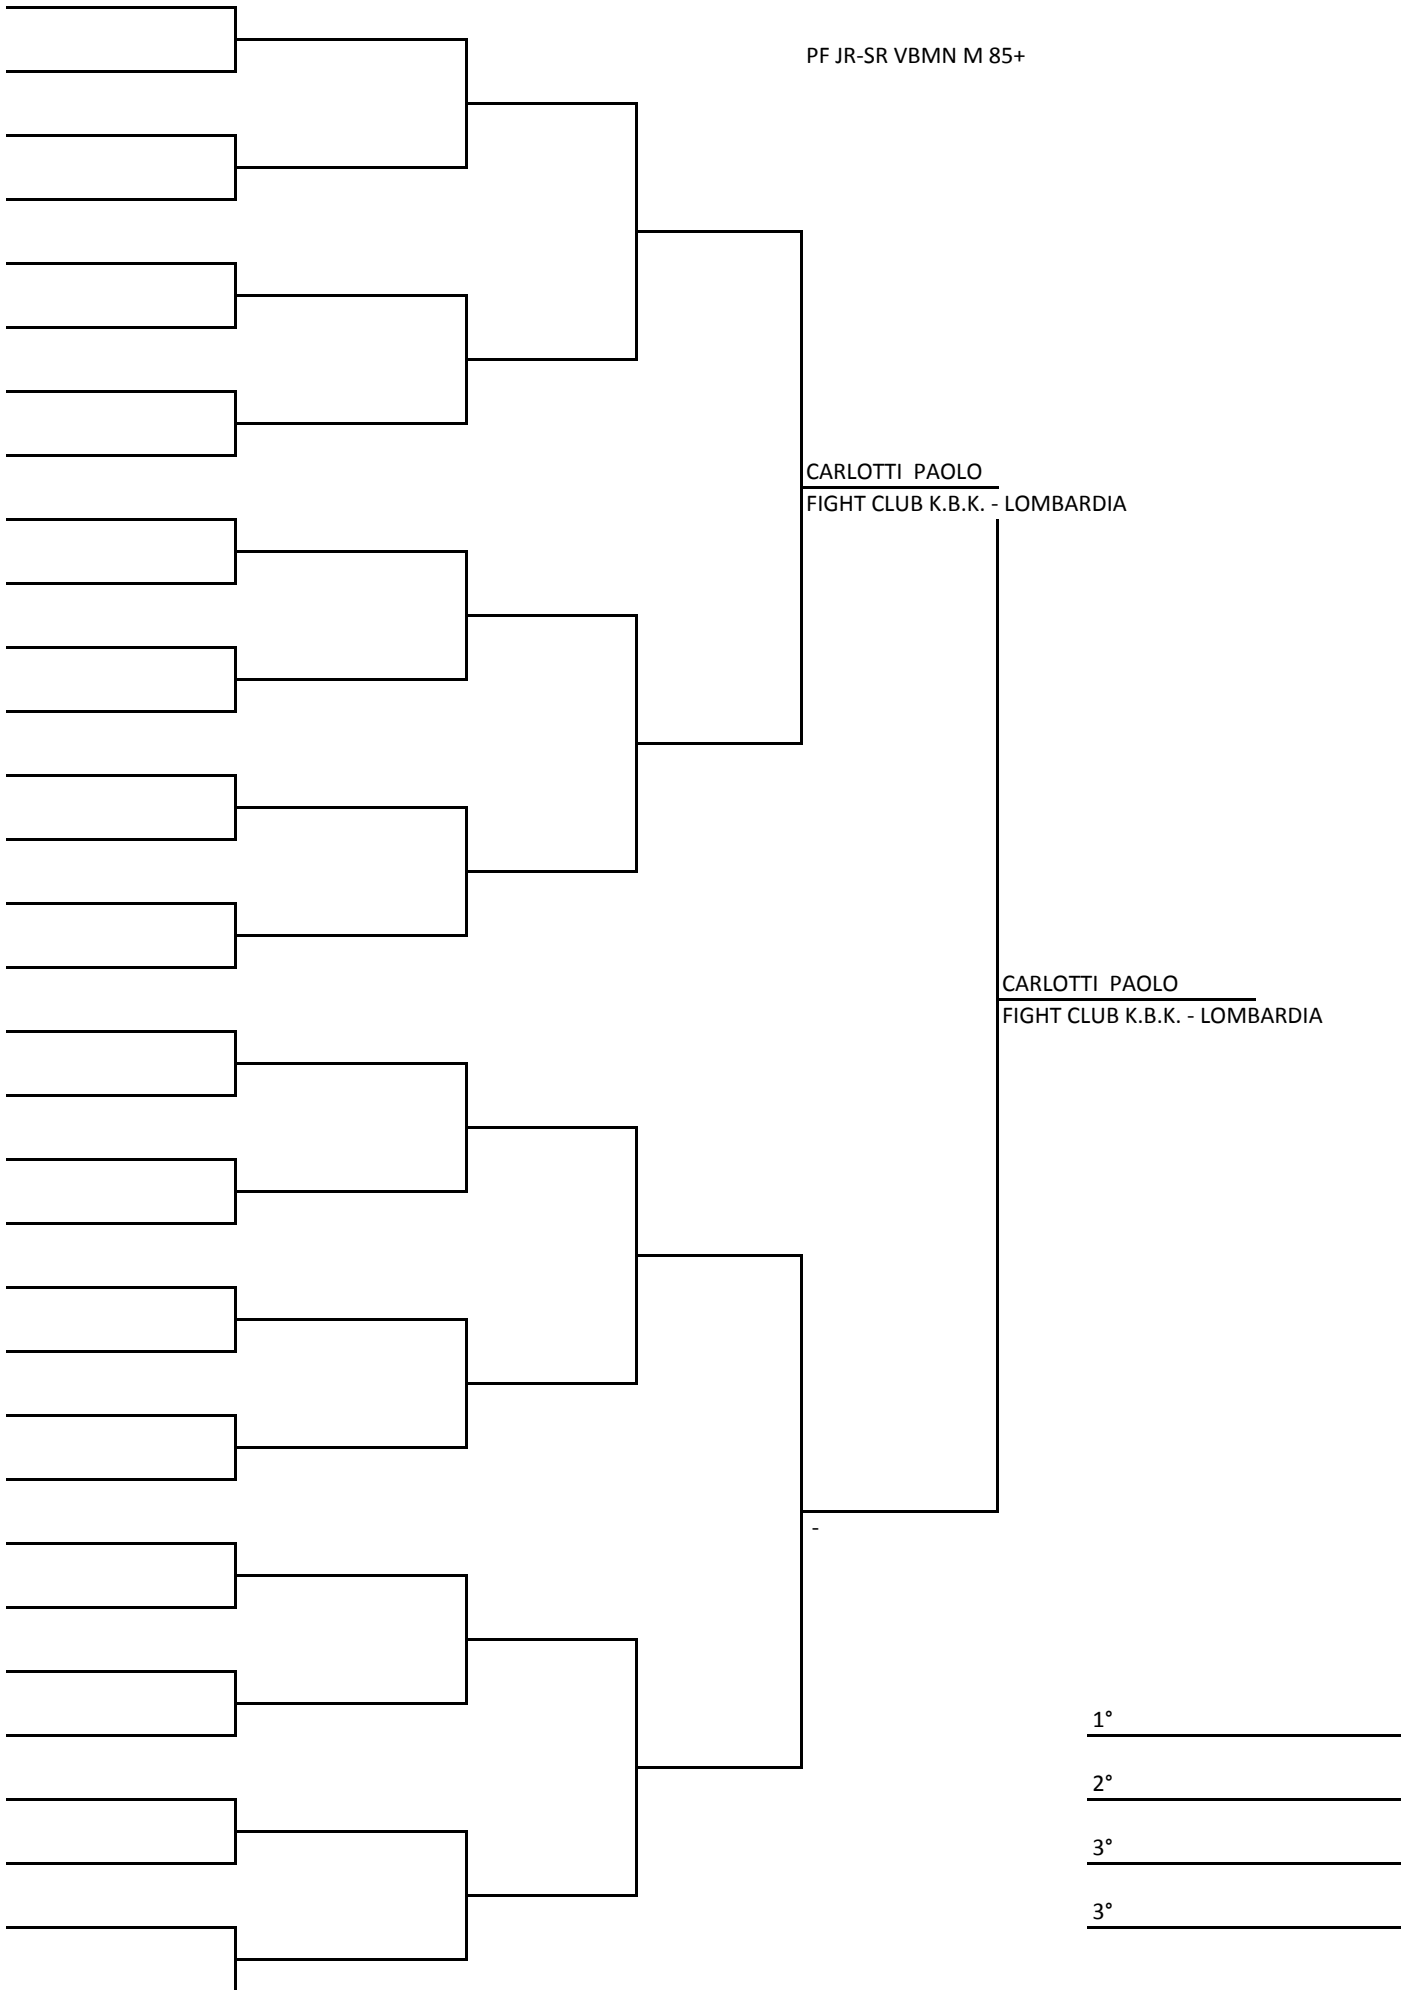 PF JR-SR VBMN M 85+
CARLOTTI  PAOLO
FIGHT CLUB K.B.K. - LOMBARDIA
CARLOTTI  PAOLO
FIGHT CLUB K.B.K. - LOMBARDIA
-
1°
2°
3°
3°